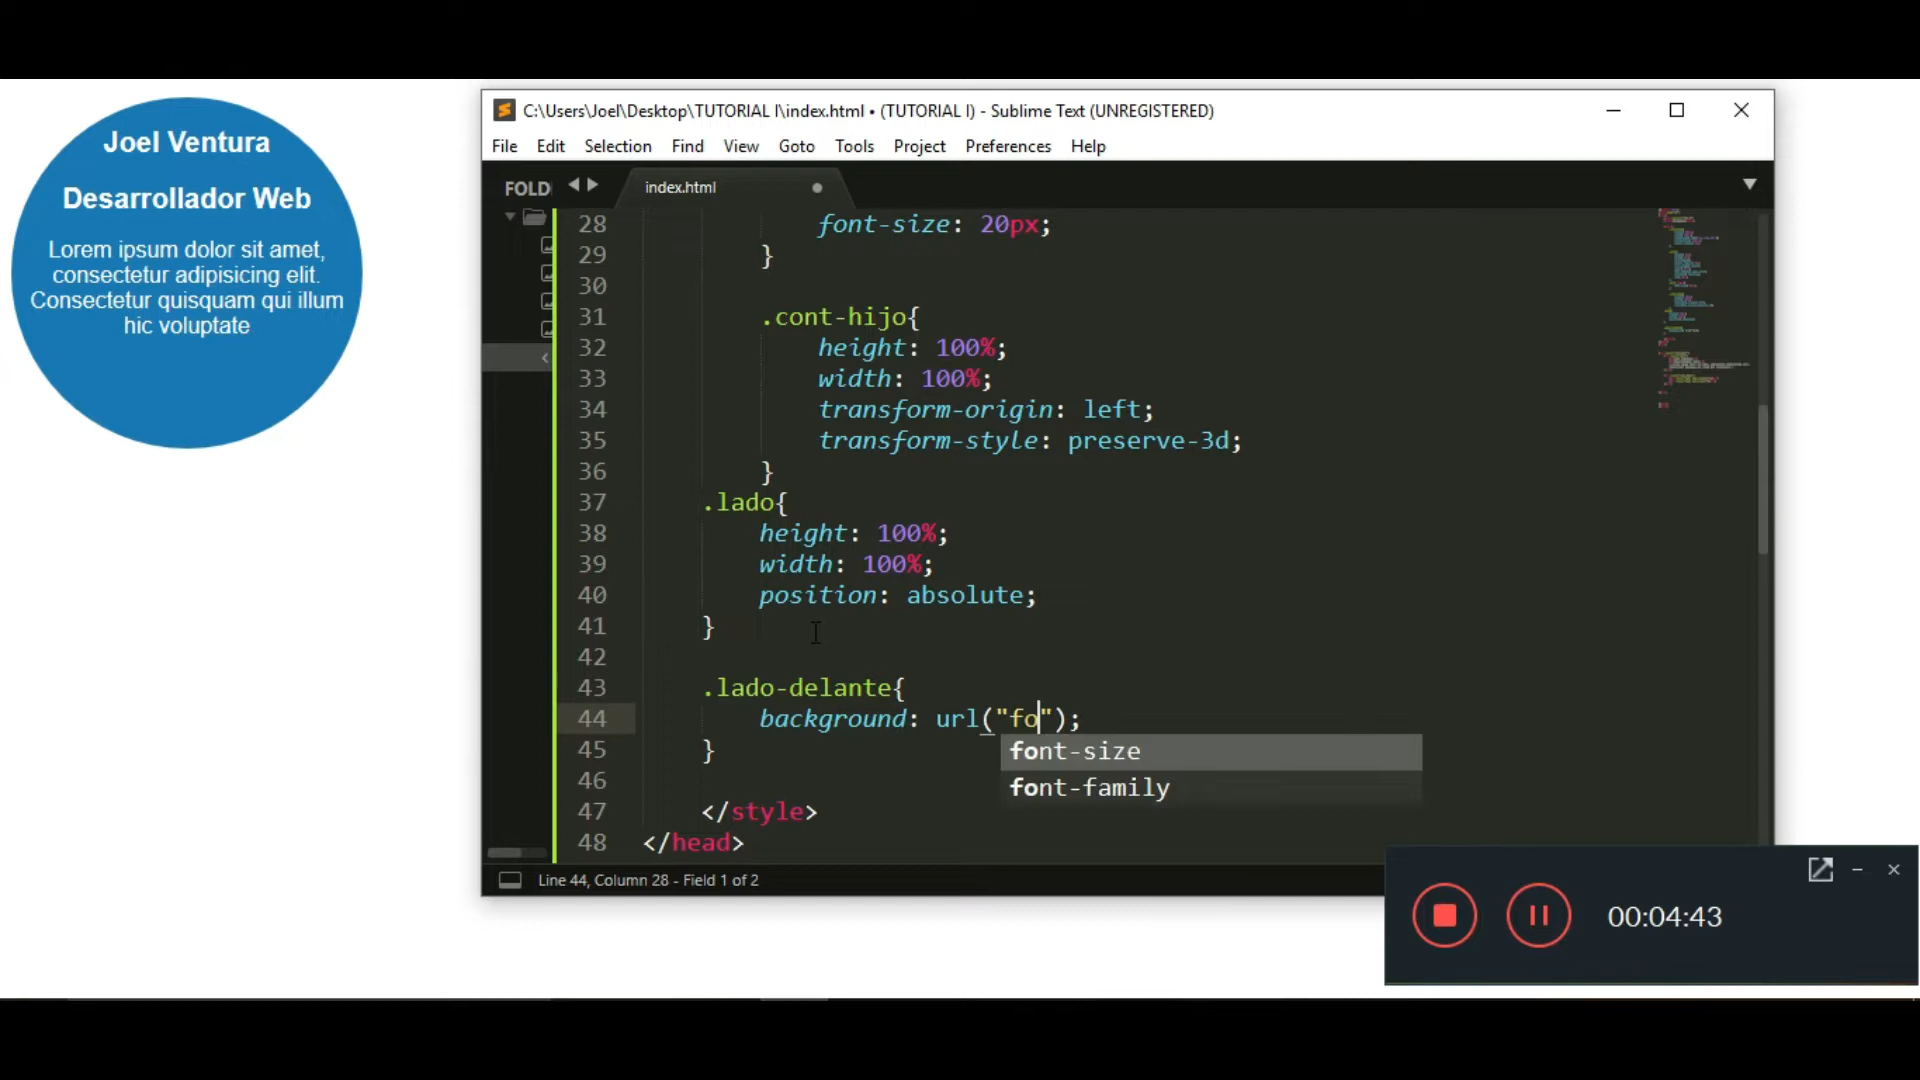 Joel Ventura
Desarrollador Web
Lorem ipsum dolor sit amet,
consectetur adipisicing elit.
Consectetur quisquam qui illum
hic voluptate
C:\Users\Joel\Desktop\TUTORIAL I\index.html • (TUTORIAL I) - Sublime Text (UNREGISTERED)
File Edit Selection Find View Goto Tools Project Preferences Help
FOLD
index.html
28 font-size: 20px;
29 }
30
31 .cont-hijo{
32 height: 100%;
33 width: 100%;
34 transform-origin: left;
35 transform-style: preserve-3d;
36 }
37 .lado{
38 height: 100%;
39 width: 100%;
40 position: absolute;
41 }
42
43 .lado-delante{
44 background: url("fo");
font-size
45 }
font-family
46
47 </style>
48 </head>
Line 44, Column 28 - Field 1 of 2
00:04:43